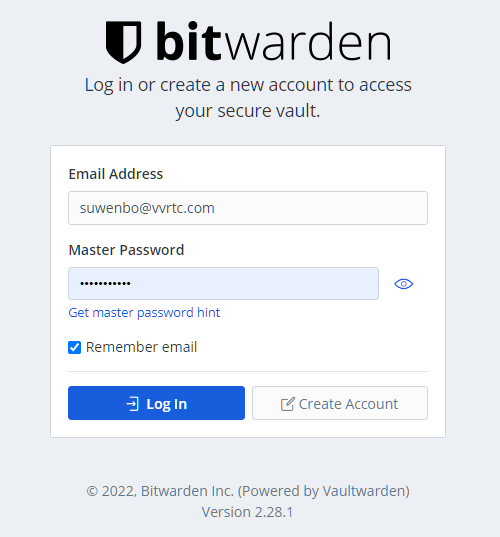 bitwarden
Log in or create a new account to access
your secure vault.
Email Address
suwenbo@vvrtc.com
Master Password
•••••••••••
Get master password hint
Remember email
Log In
Create Account
© 2022, Bitwarden Inc. (Powered by Vaultwarden)
Version 2.28.1